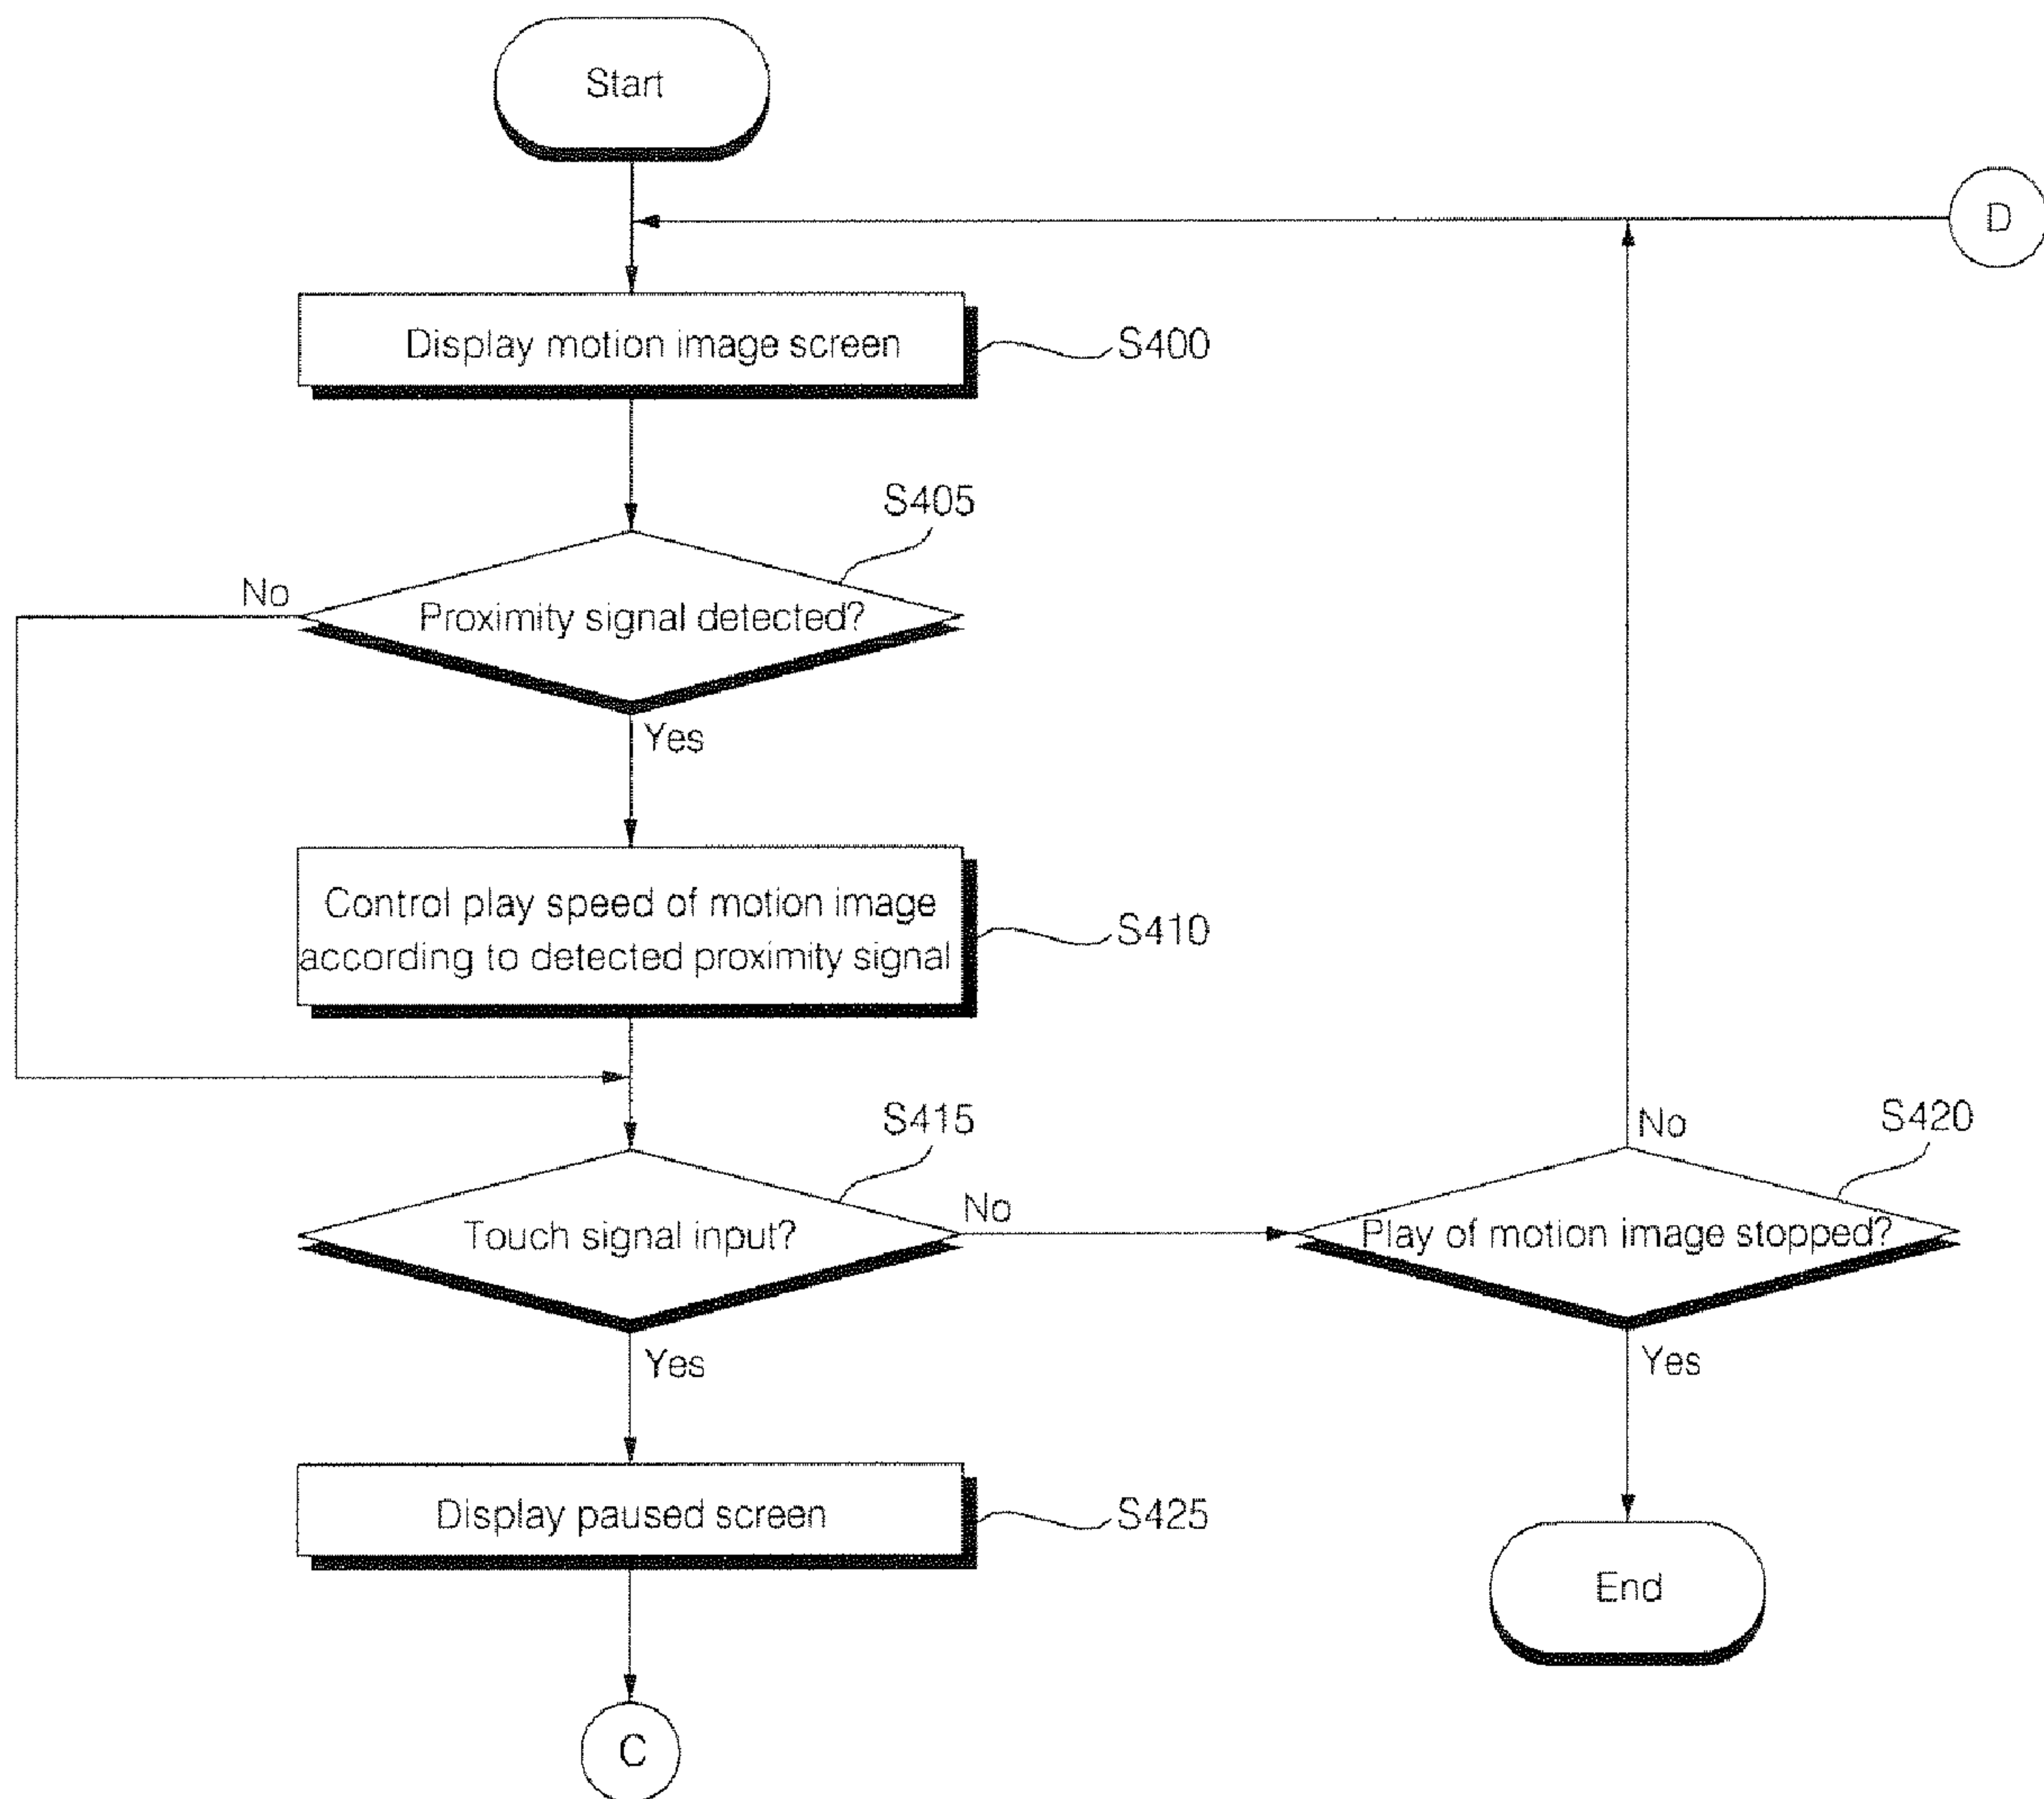 Start
D
Display motion image screen
S400
S405
No
Proximity signal detected?
Yes
Control play speed of motion image
according to detected proximity signal
S410
S415
No
S420
No
Touch signal input?
Play of motion image stopped?
Yes
Yes
Display paused screen
S425
End
C